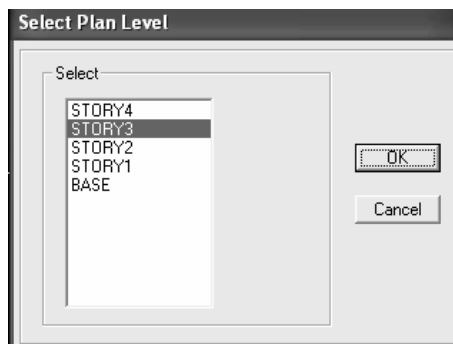 Select Plan Level
Select
STORY4
STORY3
STORY2
STORY1
BASE
OK
Cancel